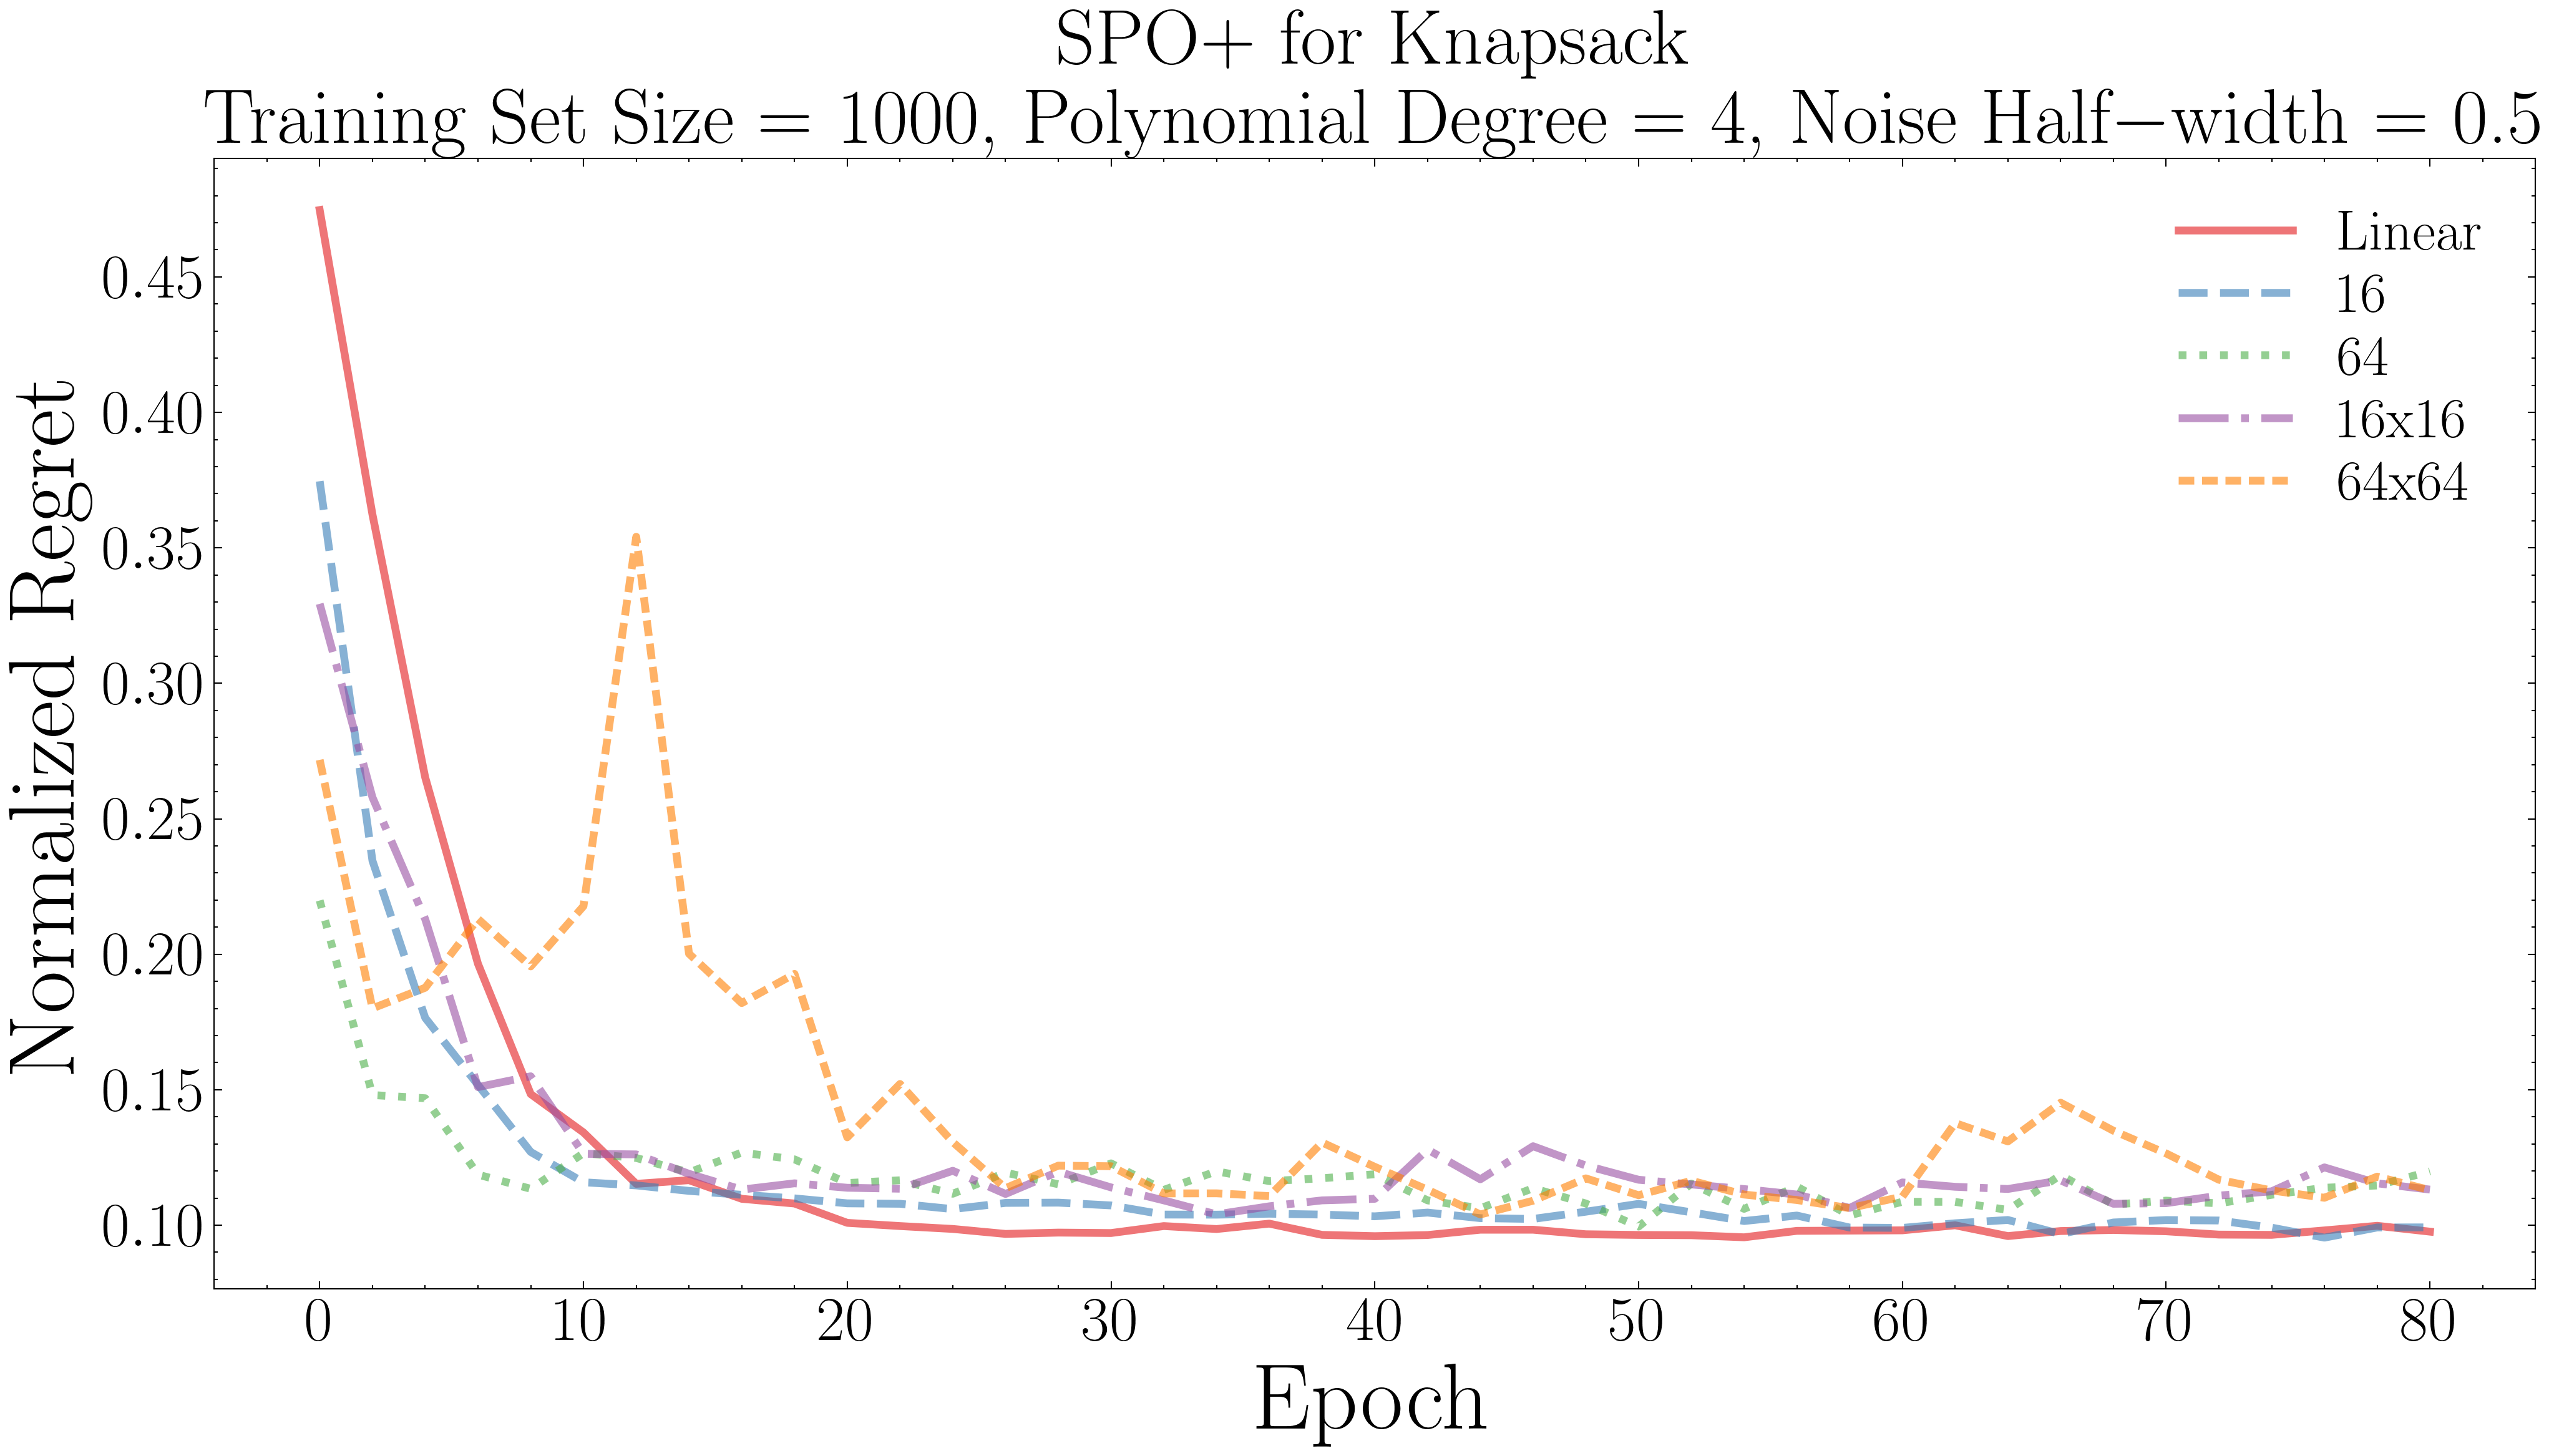 SPO+ for Knapsack
Training Set Size = 1000, Polynomial Degree = 4, Noise Half−width = 0.5
Normalized Regret
0.45
0.40
0.35
0.30
0.25
0.20
0.15
0.10
Linear
16
64
16x16
64x64
0 10 20 30 40 50 60 70 80
Epoch